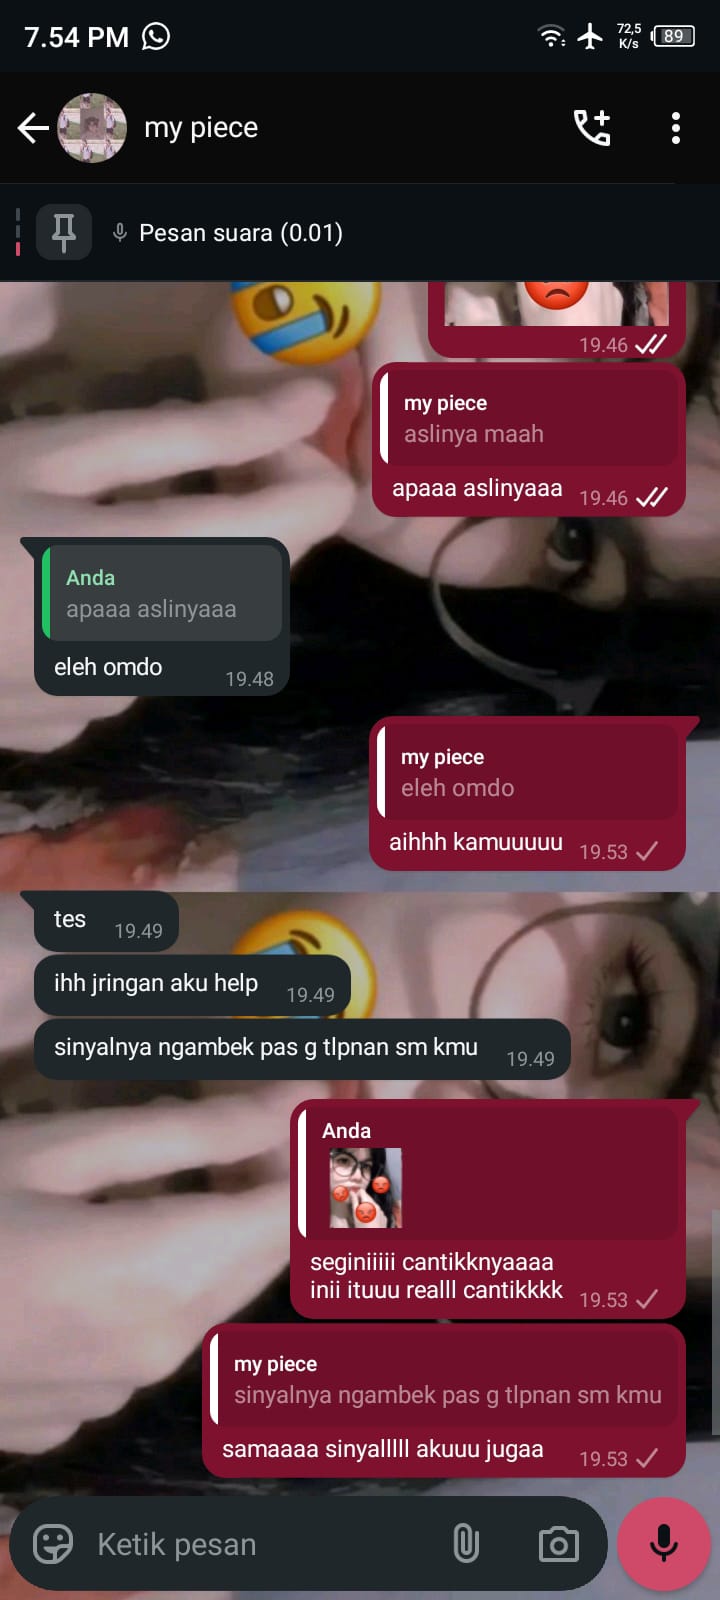 7.54 PM
72,5
K/s
89
my piece
Pesan suara (0.01)
19.46
my piece
aslinya maah
apaaa aslinyaaa 19.46
Anda
apaaa aslinyaaa
eleh omdo 19.48
my piece
eleh omdo
aihhh kamuuuuu 19.53
tes 19.49
ihh jringan aku help 19.49
sinyalnya ngambek pas g tlpnan sm kmu 19.49
Anda
seginiiiii cantikknyaaaa
inii ituuu realll cantikkkk 19.53
my piece
sinyalnya ngambek pas g tlpnan sm kmu
samaaaa sinyalllll akuuu jugaa 19.53
Ketik pesan